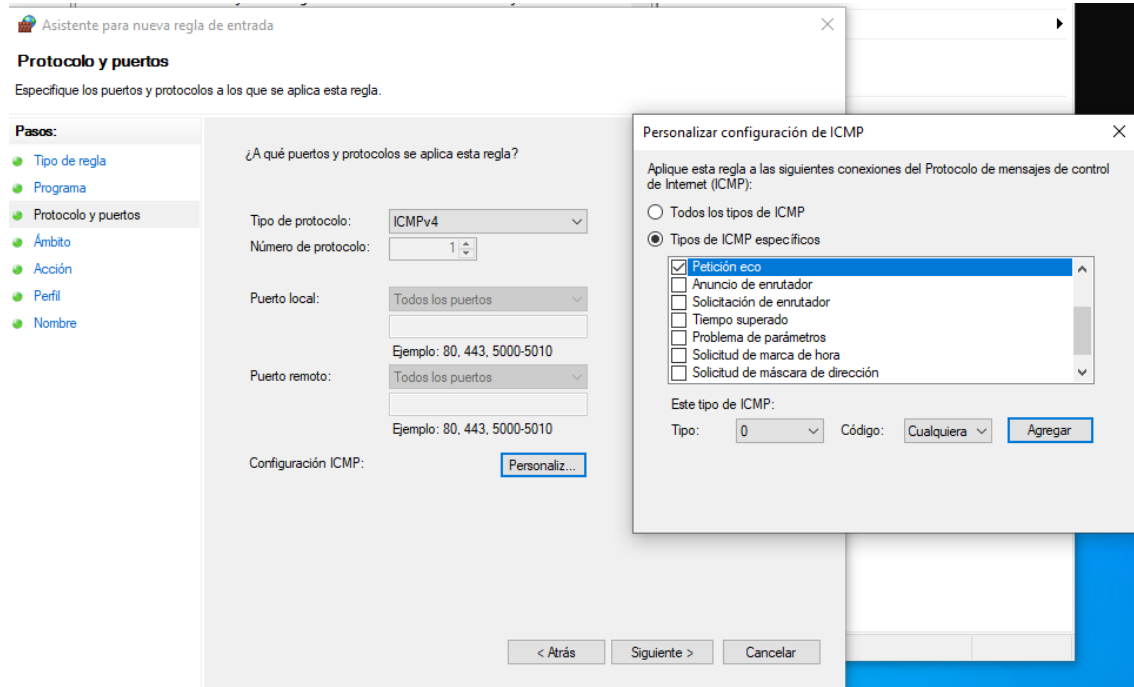 Asistente para nueva regla de entrada
Protocolo y puertos
Especifique los puertos y protocolos a los que se aplica esta regla.
Pasos:
Tipo de regla
Programa
Protocolo y puertos
Ámbito
Acción
Perfil
Nombre
¿A qué puertos y protocolos se aplica esta regla?
Tipo de protocolo: ICMPv4
Número de protocolo: 1
Puerto local: Todos los puertos
Ejemplo: 80, 443, 5000-5010
Puerto remoto: Todos los puertos
Ejemplo: 80, 443, 5000-5010
Configuración ICMP: Personaliz...
< Atrás Siguiente > Cancelar
Personalizar configuración de ICMP
Aplique esta regla a las siguientes conexiones del Protocolo de mensajes de control
de Internet (ICMP):
Todos los tipos de ICMP
Tipos de ICMP específicos
Petición eco
Anuncio de enrutador
Solicitación de enrutador
Tiempo superado
Problema de parámetros
Solicitud de marca de hora
Solicitud de máscara de dirección
Este tipo de ICMP:
Tipo: 0 Código: Cualquiera Agregar